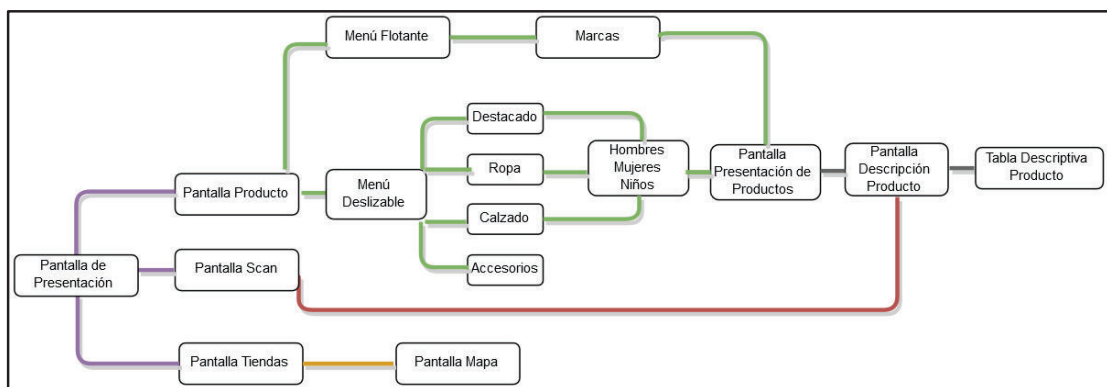 Menú Flotante
Marcas
Destacado
Ropa
Calzado
Accesorios
Hombres
Mujeres
Niños
Pantalla
Presentación de
Productos
Pantalla
Descripción
Producto
Tabla Descriptiva
Producto
Pantalla Producto
Menú
Deslizable
Pantalla de
Presentación
Pantalla Scan
Pantalla Tiendas
Pantalla Mapa